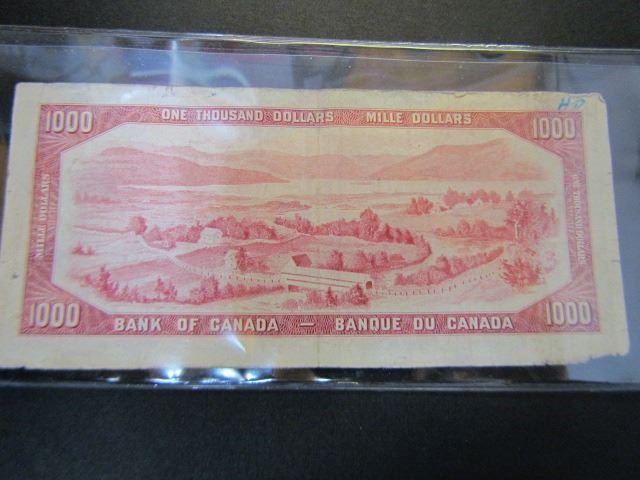 HD
ONE THOUSAND DOLLARS MILLE DOLLARS
1000 1000
MILLE DOLLARS
ONE THOUSAND DOLLARS
1000 BANK OF CANADA — BANQUE DU CANADA 1000